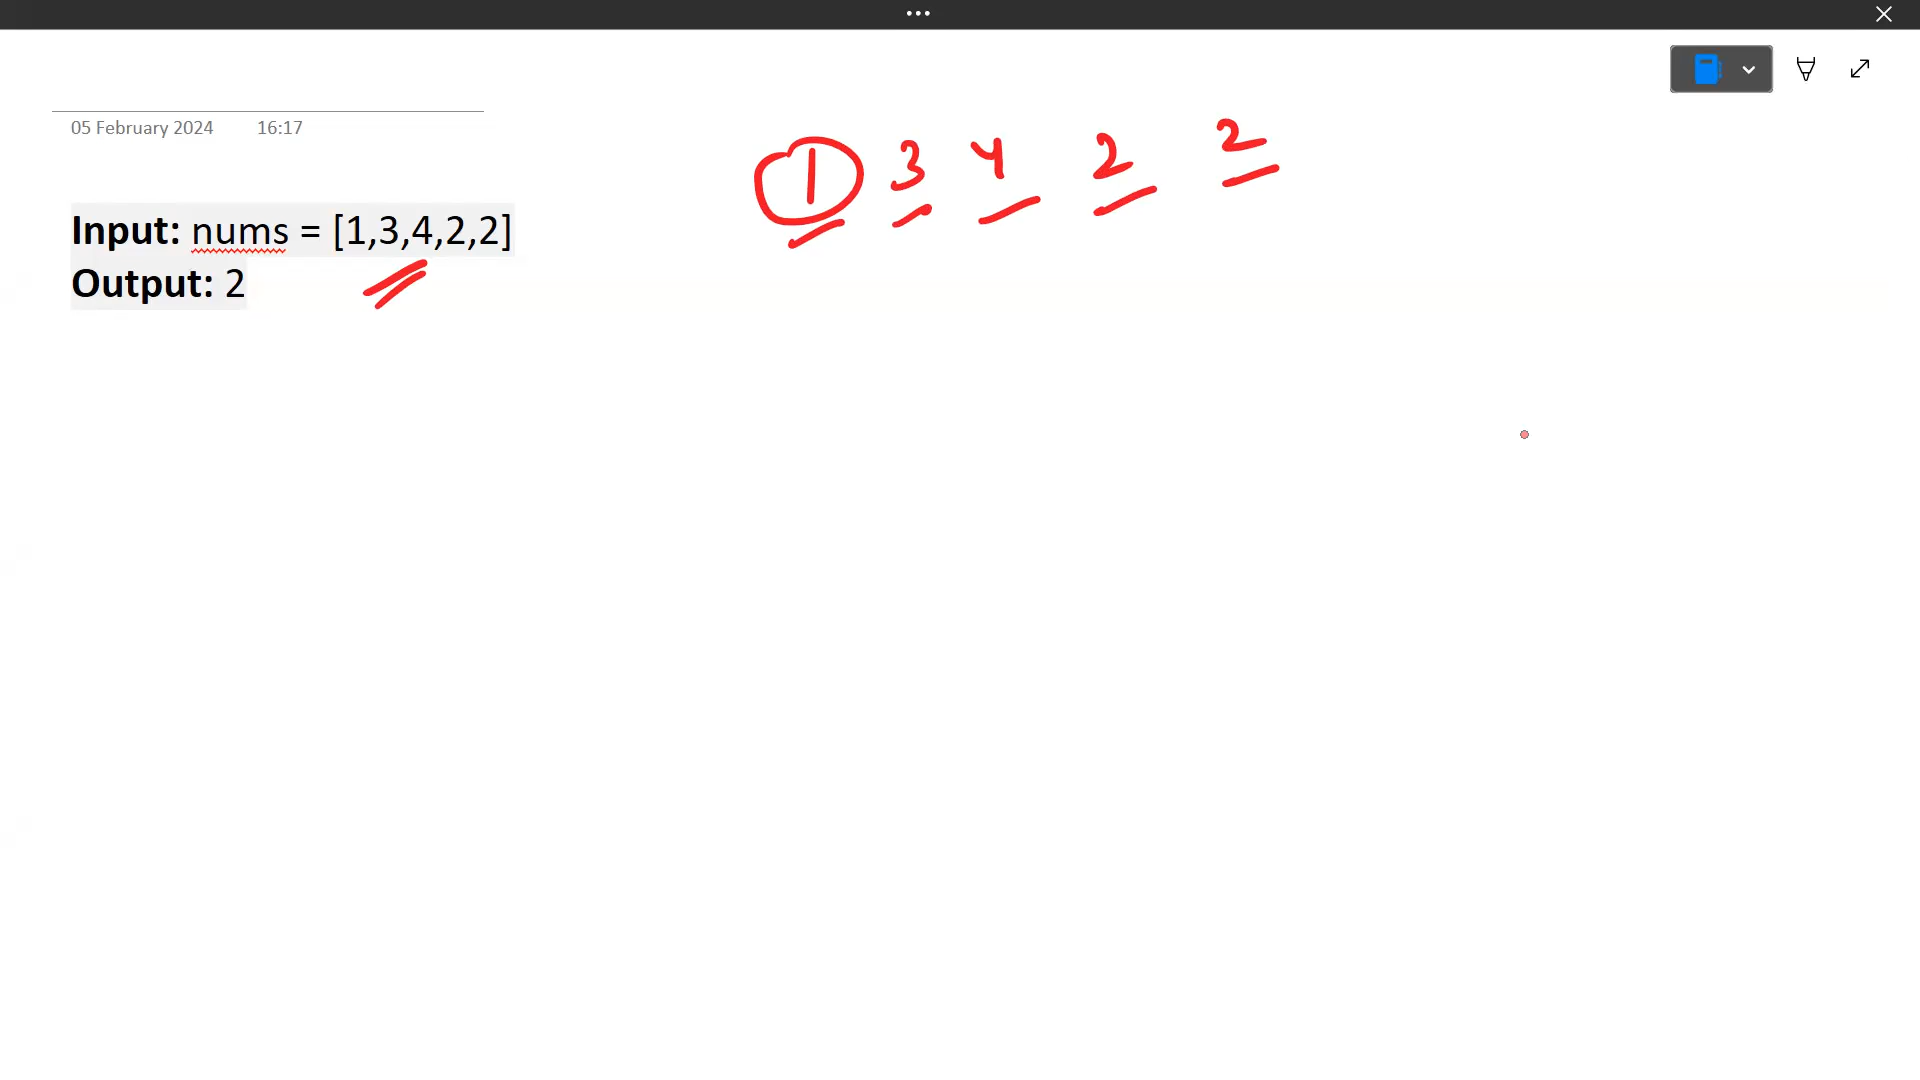 05 February 2024 16:17
1 3 4 2 2
Input: nums = [1,3,4,2,2]
Output: 2